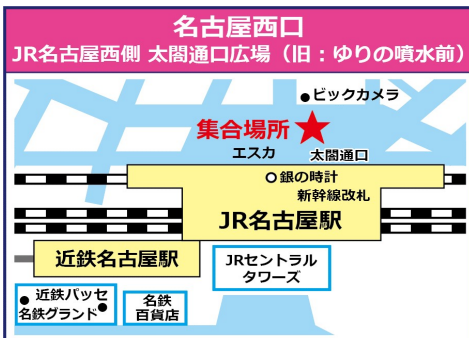 名古屋西口
JR名古屋西側 太閤通口広場（旧：ゆりの噴水前）
ビックカメラ
集合場所
エスカ
太閤通口
銀の時計
新幹線改札
JR名古屋駅
近鉄名古屋駅
JRセントラル
タワーズ
近鉄パッセ
名鉄グランド
名鉄
百貨店